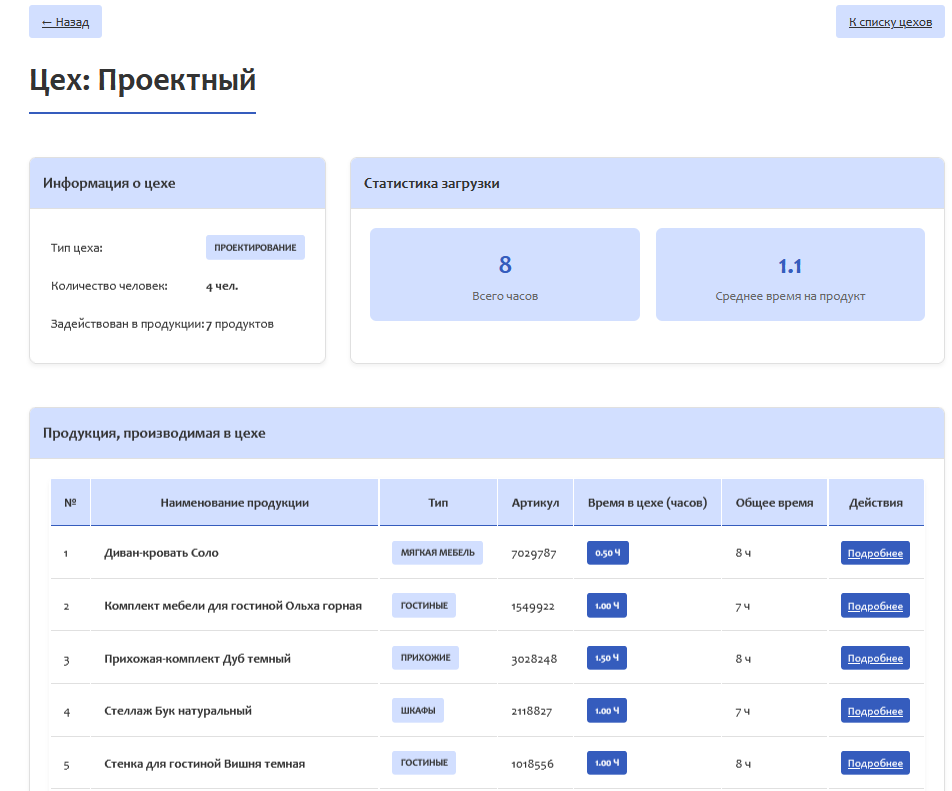 ← Назад
К списку цехов
Цех: Проектный
Информация о цехе
Статистика загрузки
Тип цеха: ПРОЕКТИРОВАНИЕ
Количество человек: 4 чел.
Задействован в продукции: 7 продуктов
8
Всего часов
1.1
Среднее время на продукт
Продукция, производимая в цехе
№ Наименование продукции Тип Артикул Время в цехе (часов) Общее время Действия
1 Диван-кровать Соло МЯГКАЯ МЕБЕЛЬ 7029787 0.50 Ч 8 ч Подробнее
2 Комплект мебели для гостиной Ольха горная ГОСТИНЫЕ 1549922 1.00 Ч 7 ч Подробнее
3 Прихожая-комплект Дуб темный ПРИХОЖИЕ 3028248 1.50 Ч 8 ч Подробнее
4 Стеллаж Бук натуральный ШКАФЫ 2118827 1.00 Ч 7 ч Подробнее
5 Стенка для гостиной Вишня темная ГОСТИНЫЕ 1018556 1.00 Ч 8 ч Подробнее